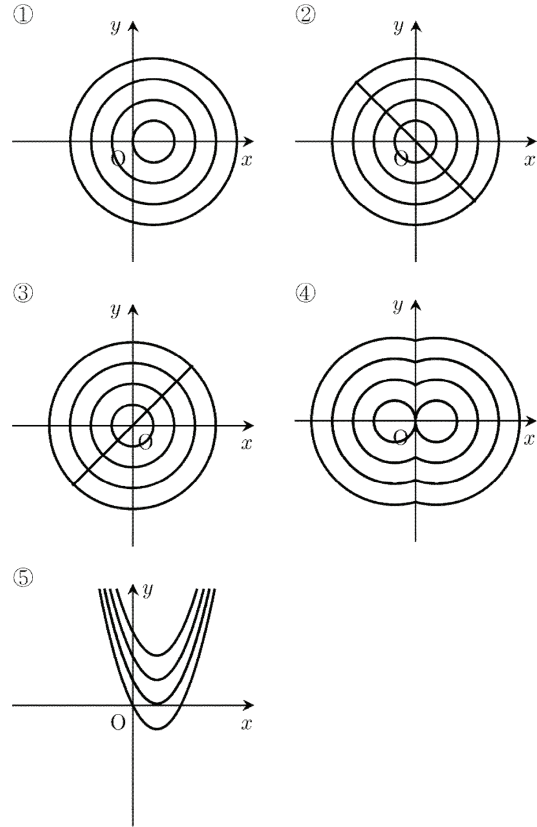 ① y ② y
O x O x
③ y ④ y
O x O x
⑤ y
O x